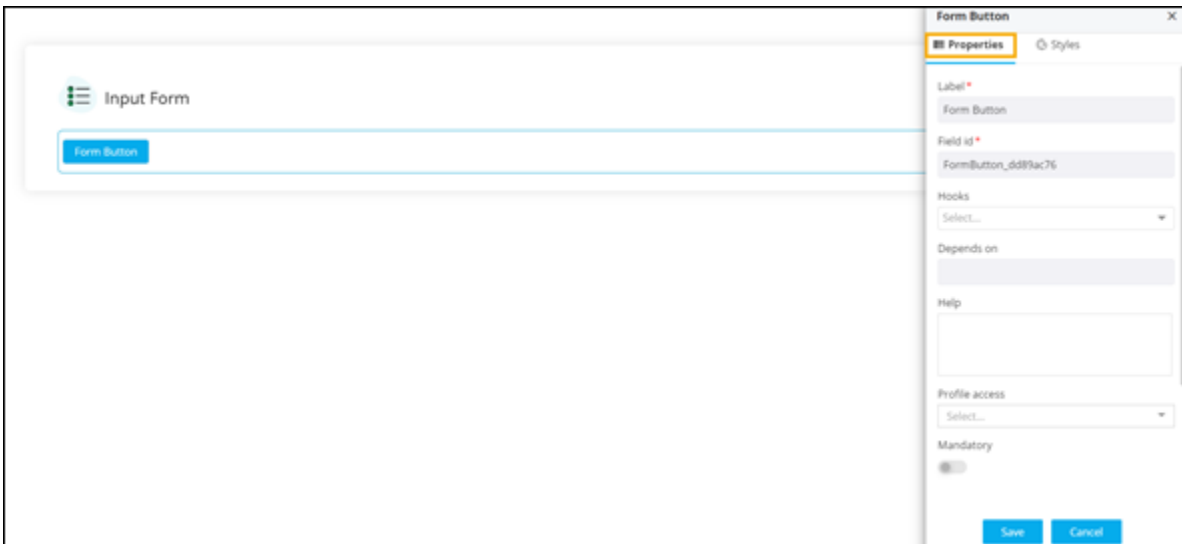 Form Button
Properties
Styles
Input Form
Form Button
Label *
Form Button
Field id *
FormButton_dd89ac76
Hooks
Select...
Depends on
Help
Profile access
Select...
Mandatory
Save
Cancel